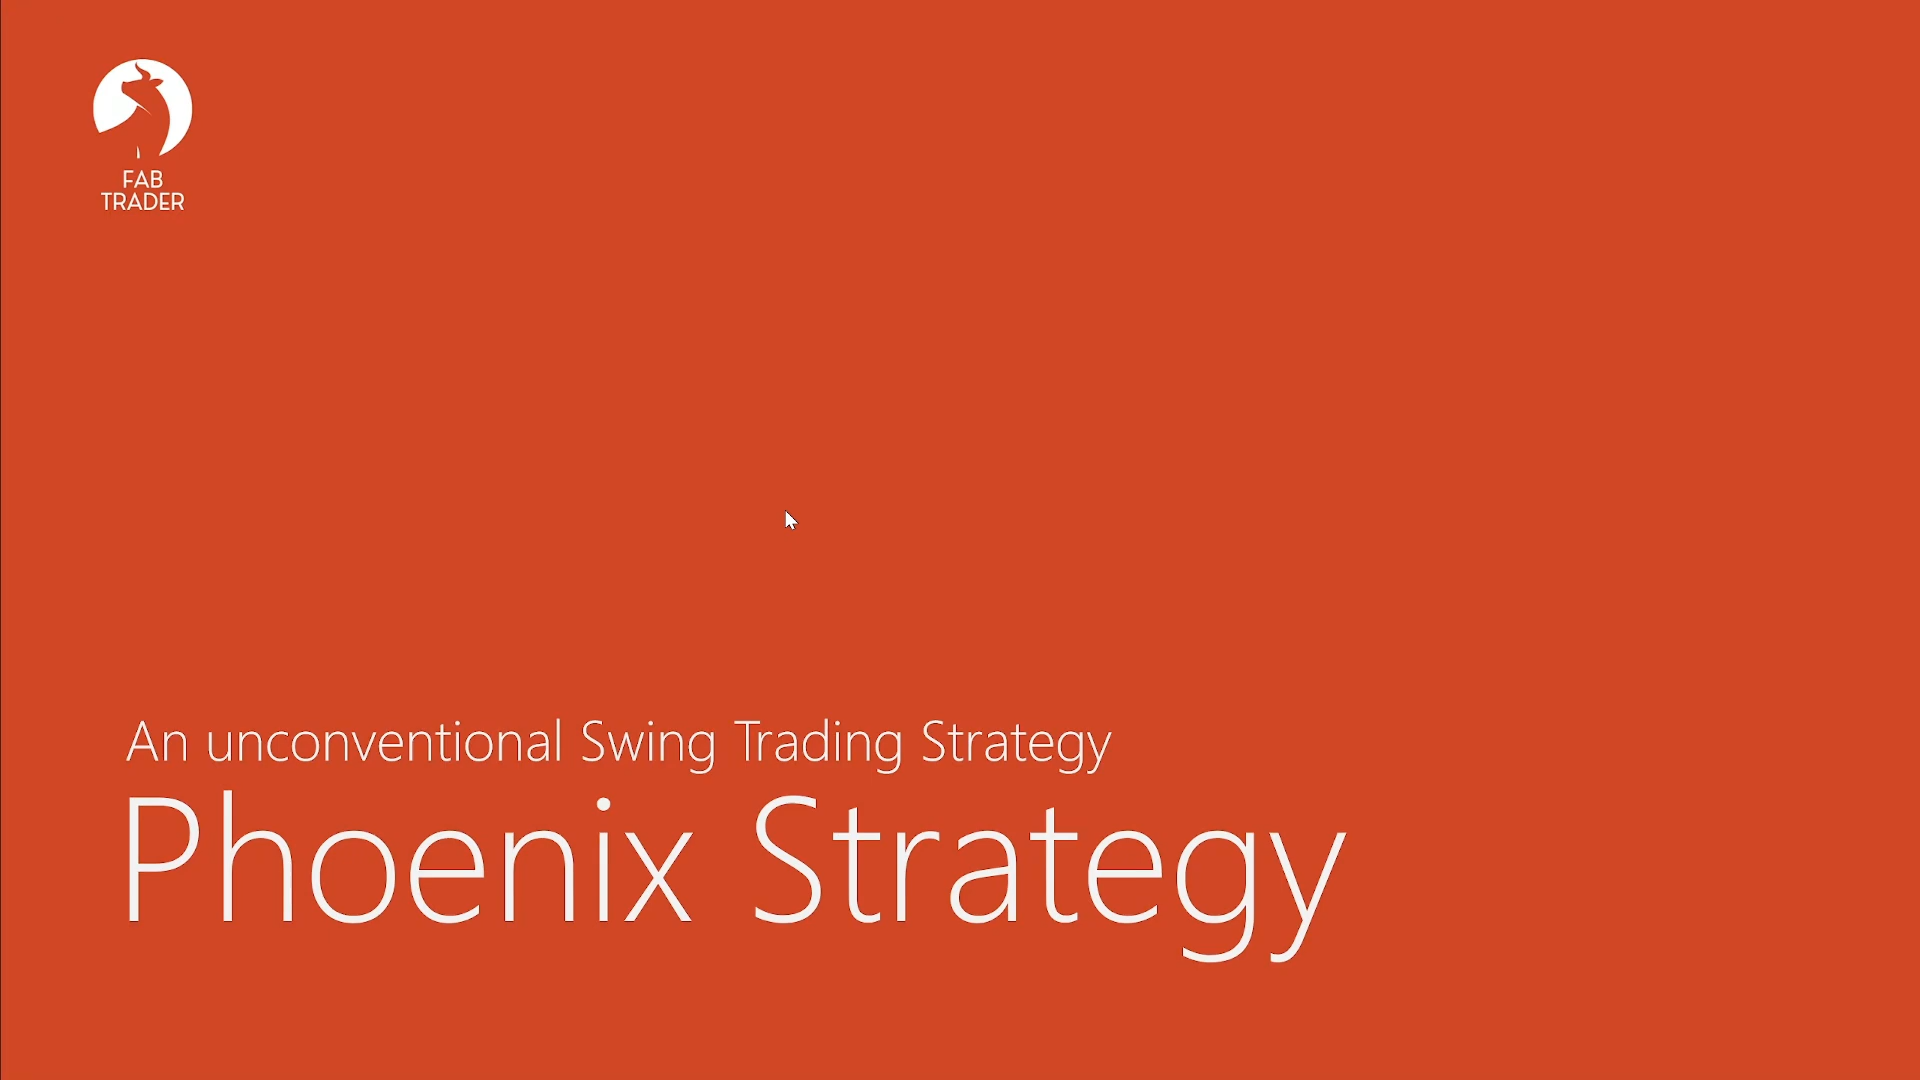 FAB
TRADER
An unconventional Swing Trading Strategy
Phoenix Strategy